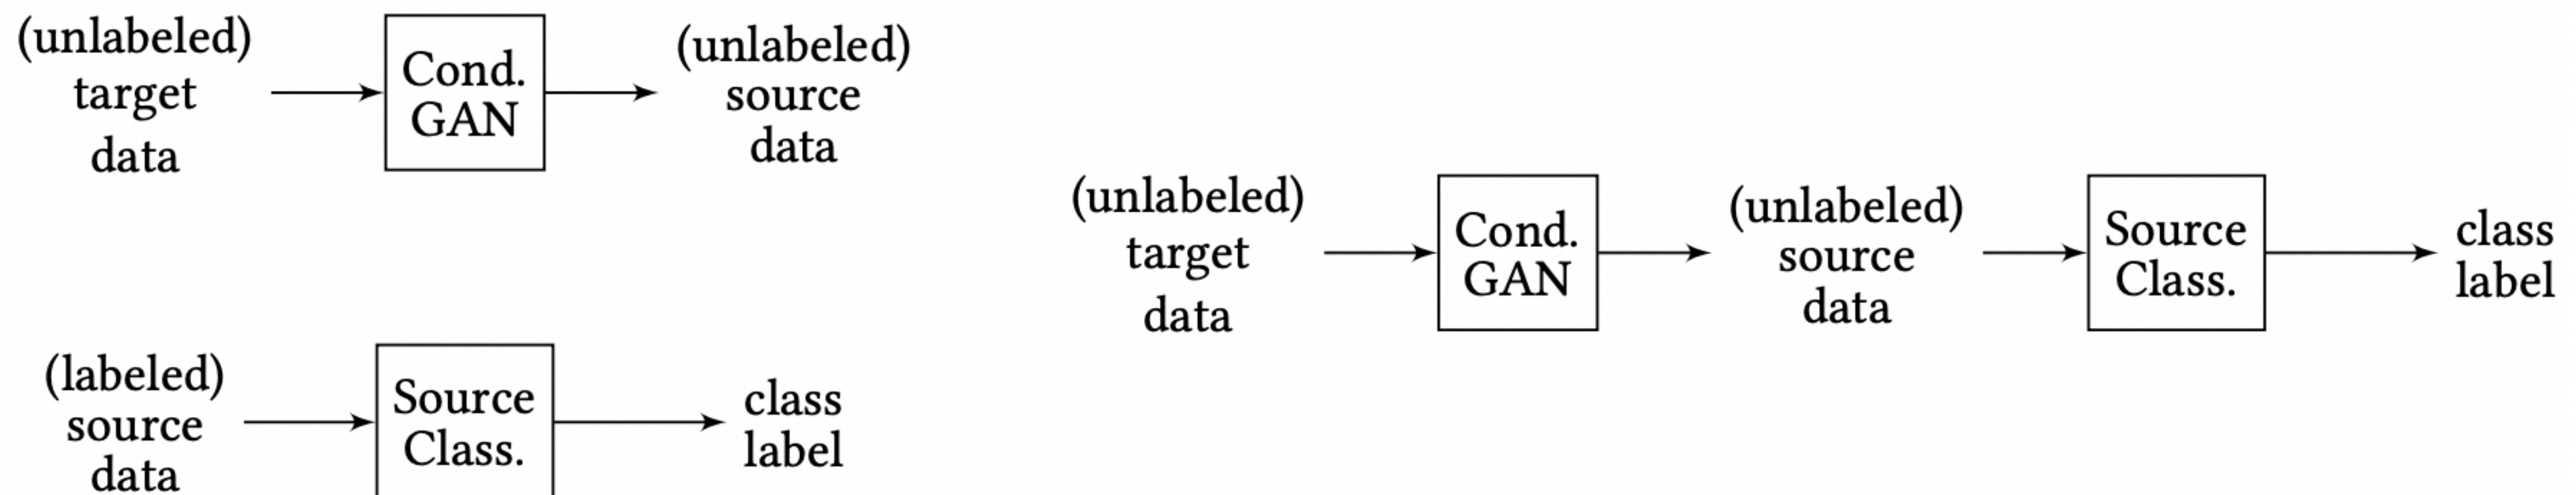 (unlabeled)
target
data
Cond.
GAN
(unlabeled)
source
data
(labeled)
source
data
Source
Class.
class
label
(unlabeled)
target
data
Cond.
GAN
(unlabeled)
source
data
Source
Class.
class
label